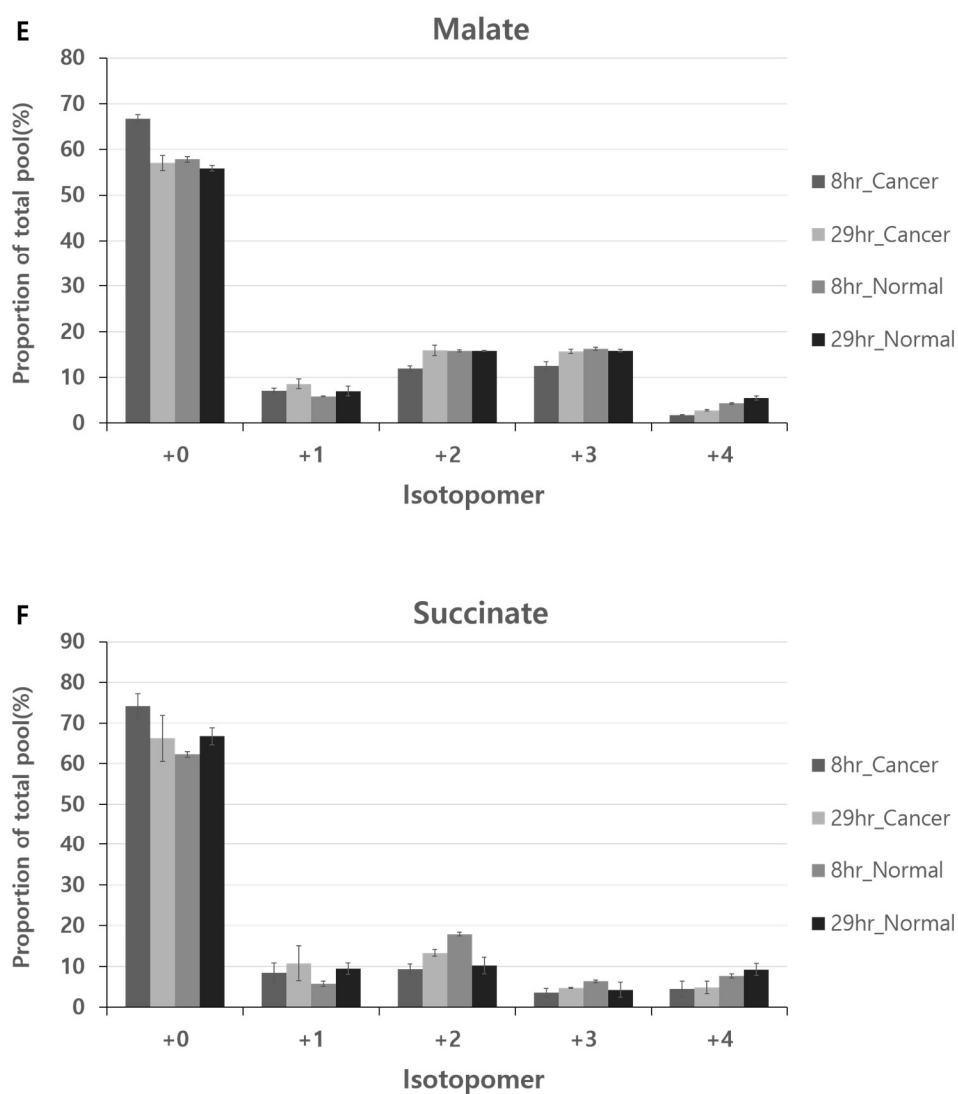 E
Malate
Proportion of total pool(%)
80
70
60
50
40
30
20
10
0
+0 +1 +2 +3 +4
Isotopomer
8hr_Cancer
29hr_Cancer
8hr_Normal
29hr_Normal
F
Succinate
Proportion of total pool(%)
90
80
70
60
50
40
30
20
10
0
+0 +1 +2 +3 +4
Isotopomer
8hr_Cancer
29hr_Cancer
8hr_Normal
29hr_Normal